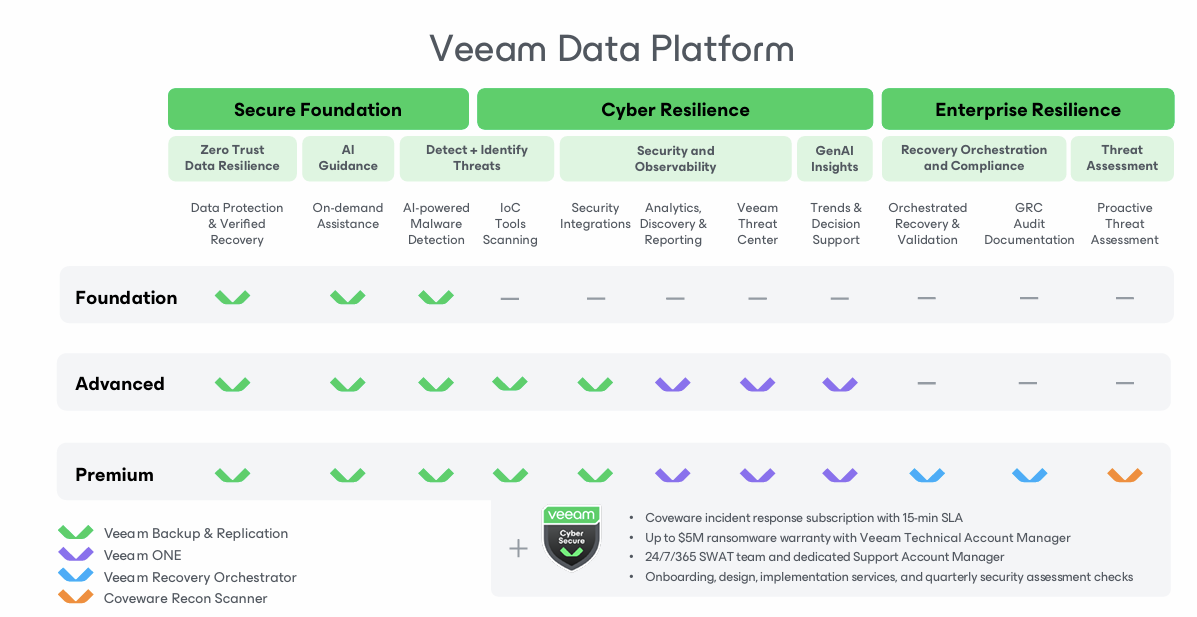 Veeam Data Platform
Secure Foundation
Cyber Resilience
Enterprise Resilience
Zero Trust
Data Resilience
AI
Guidance
Detect + Identify
Threats
Security and
Observability
GenAI
Insights
Recovery Orchestration
and Compliance
Threat
Assessment
Data Protection
& Verified
Recovery
On-demand
Assistance
AI-powered
Malware
Detection
IoC
Tools
Scanning
Security
Integrations
Analytics,
Discovery &
Reporting
Veeam
Threat
Center
Trends &
Decision
Support
Orchestrated
Recovery &
Validation
GRC
Audit
Documentation
Proactive
Threat
Assessment
Foundation
— — — — — — — —
Advanced
— — —
Premium
Veeam Backup & Replication
Veeam ONE
Veeam Recovery Orchestrator
Coveware Recon Scanner
+
veeam
Cyber
Secure
• Coveware incident response subscription with 15-min SLA
• Up to $5M ransomware warranty with Veeam Technical Account Manager
• 24/7/365 SWAT team and dedicated Support Account Manager
• Onboarding, design, implementation services, and quarterly security assessment checks